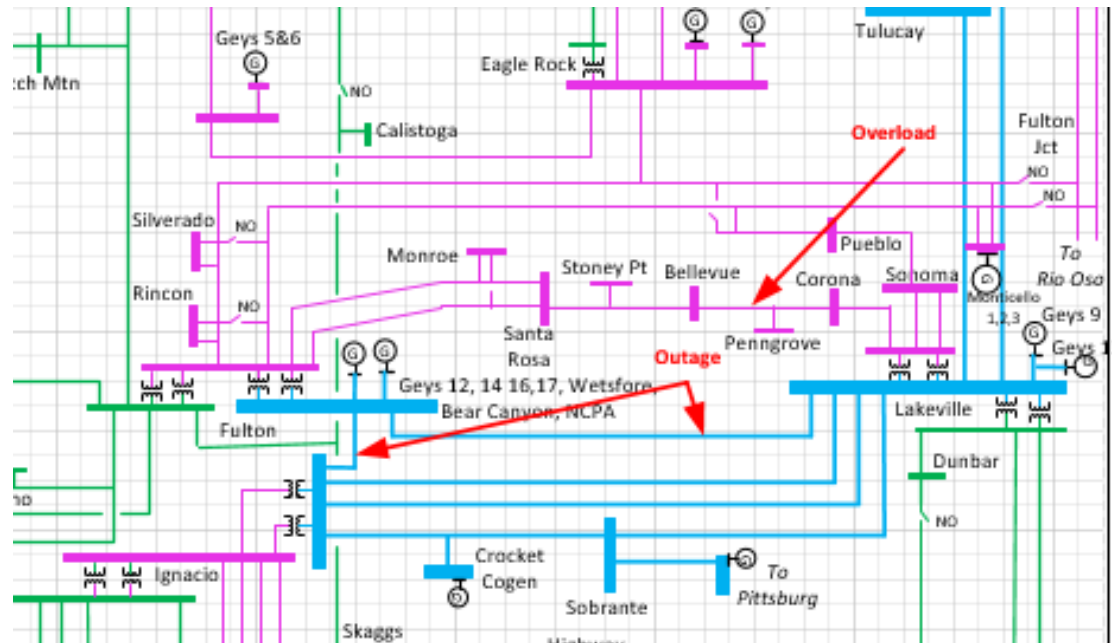 Geys 5&6
G
G
G
Tulucay
Eagle Rock
tch Mtn
NO
Calistoga
Overload
Fulton
Jct
NO
NO
Silverado
NO
Monroe
Stoney Pt
Bellevue
Pueblo
Corona
Sonoma
To
Rio Oso
G
Monticello
1,2,3
Geys 9
G
Rincon
NO
Santa
Rosa
Penngrove
Outage
Geys 1
G
G
G
Geys 12, 14 16,17, Wetsfore,
Bear Canyon, NCPA
Lakeville
Fulton
Dunbar
NO
no
Ignacio
Crocket
Cogen
G
G
To
Pittsburg
Sobrante
Skaggs